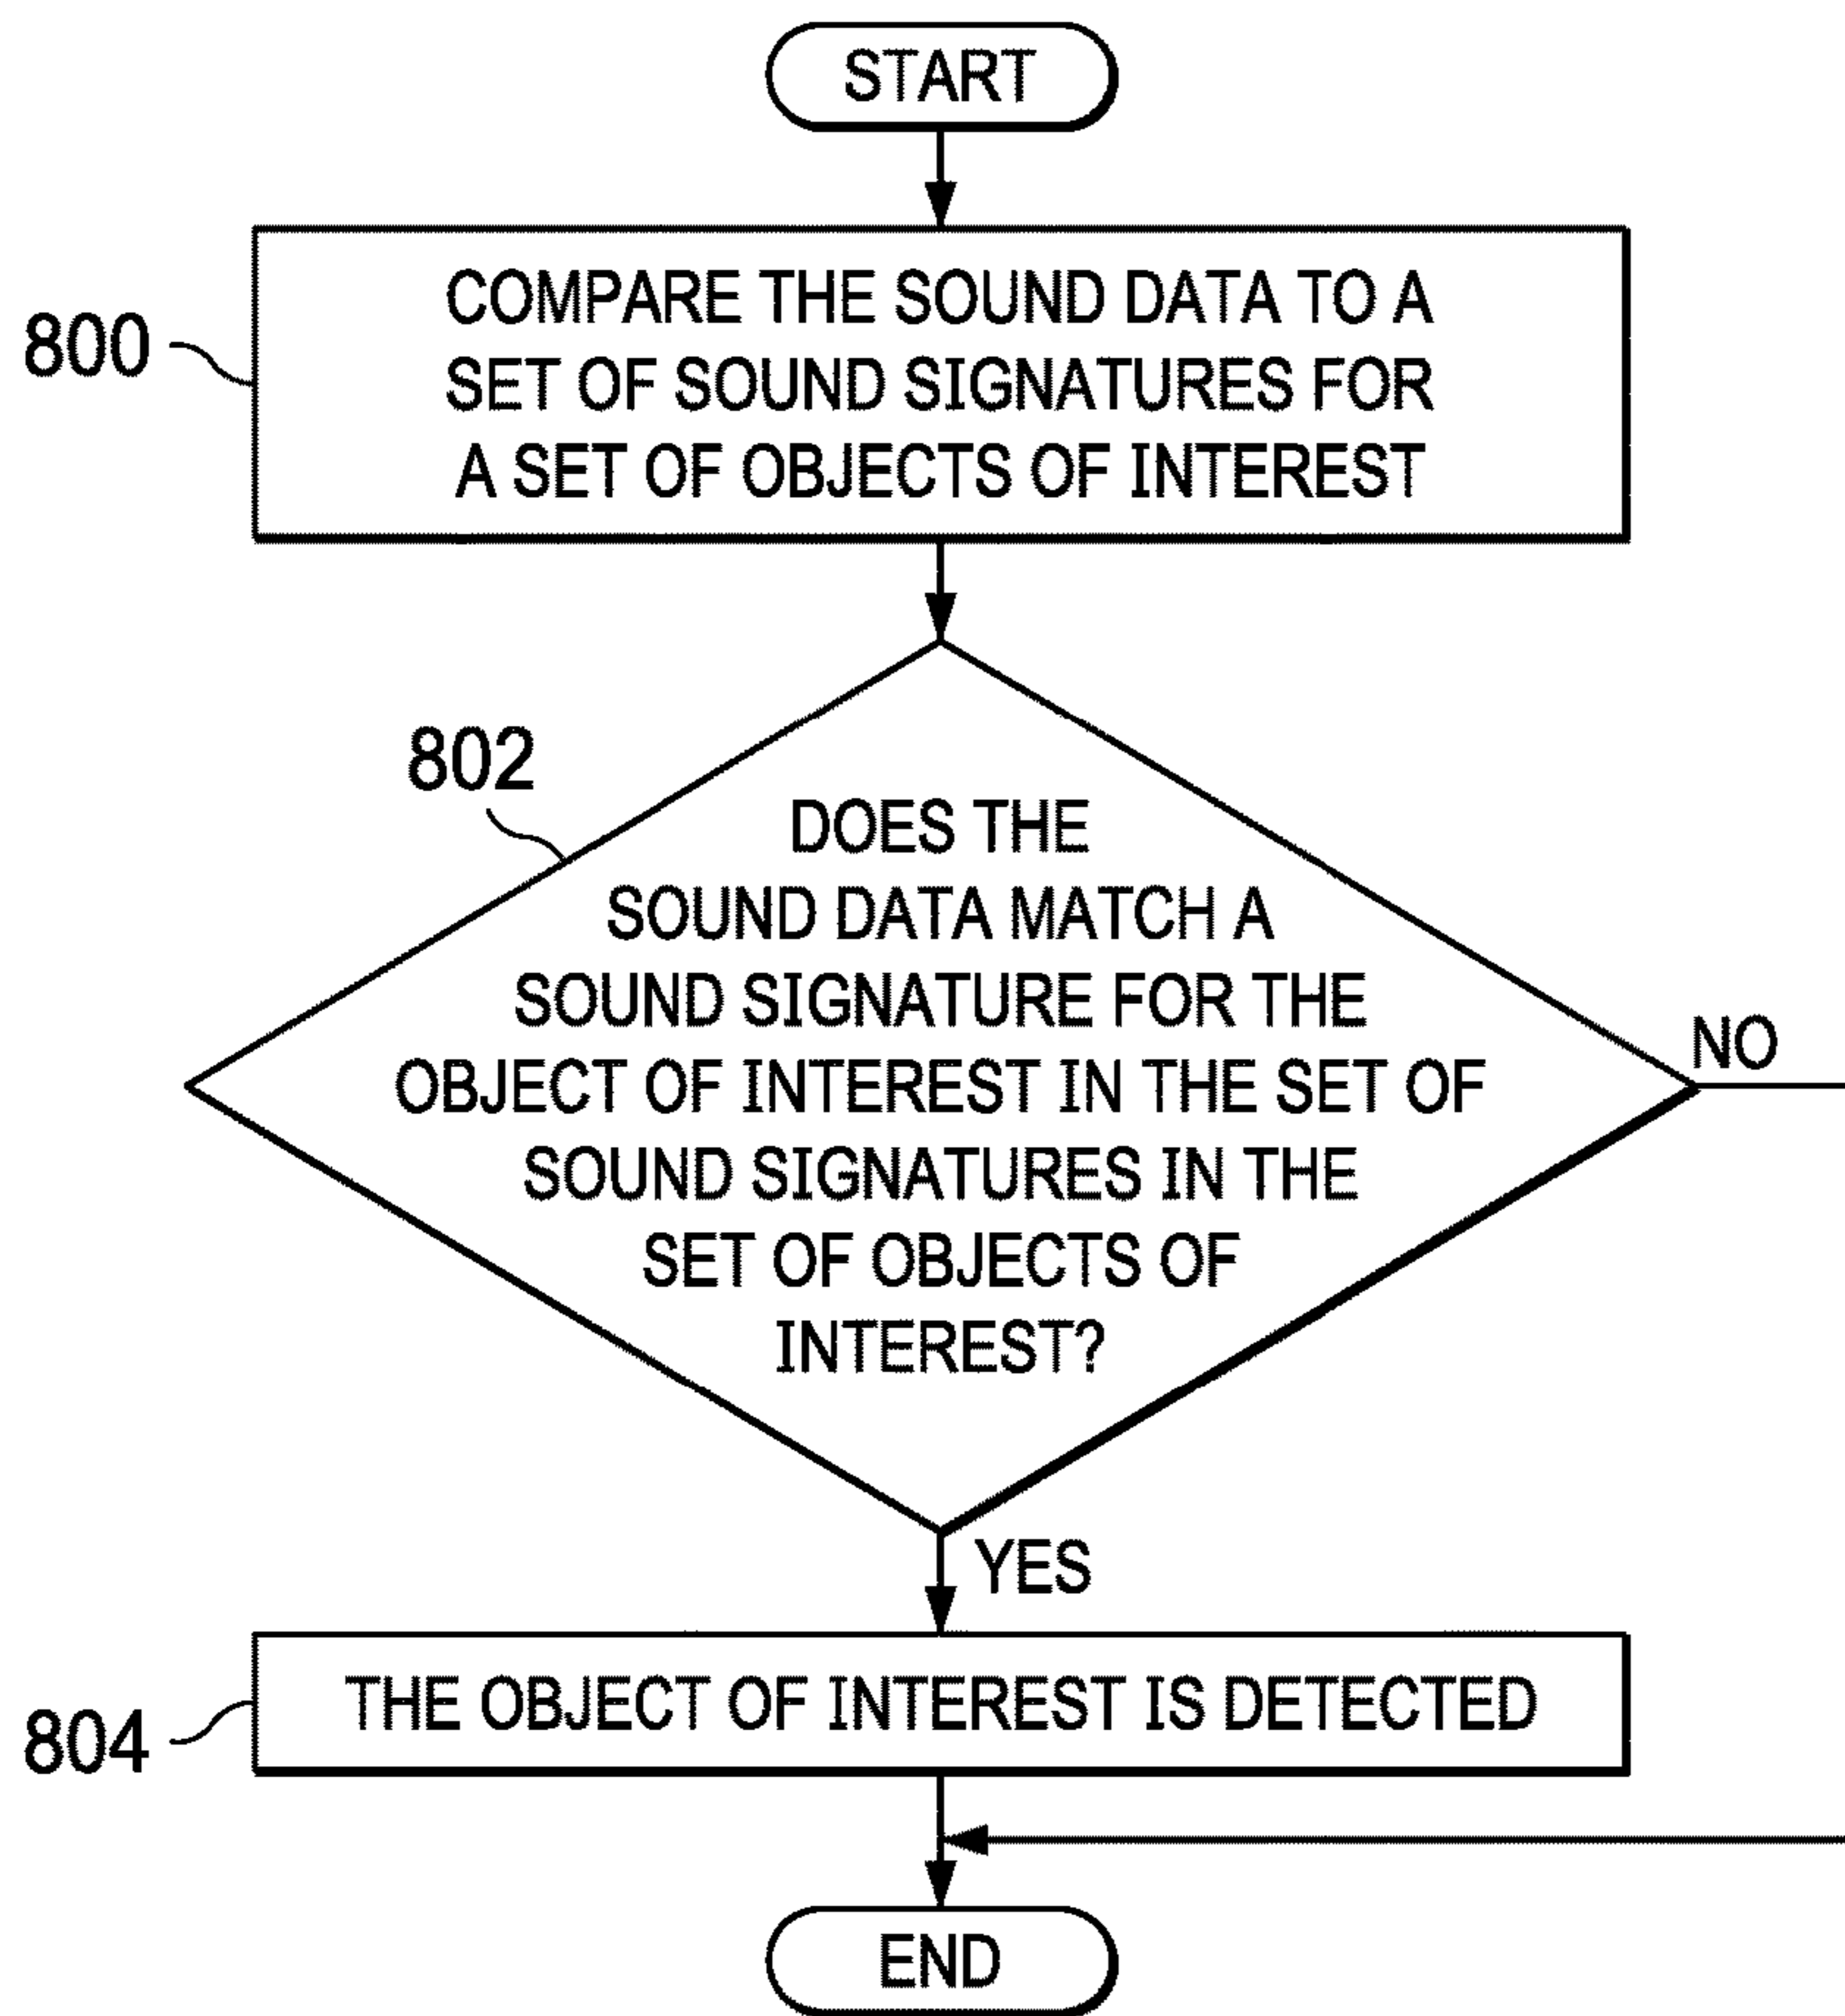 START
800
COMPARE THE SOUND DATA TO A
SET OF SOUND SIGNATURES FOR
A SET OF OBJECTS OF INTEREST
802
DOES THE
SOUND DATA MATCH A
SOUND SIGNATURE FOR THE
OBJECT OF INTEREST IN THE SET OF
SOUND SIGNATURES IN THE
SET OF OBJECTS OF
INTEREST?
NO
YES
804
THE OBJECT OF INTEREST IS DETECTED
END